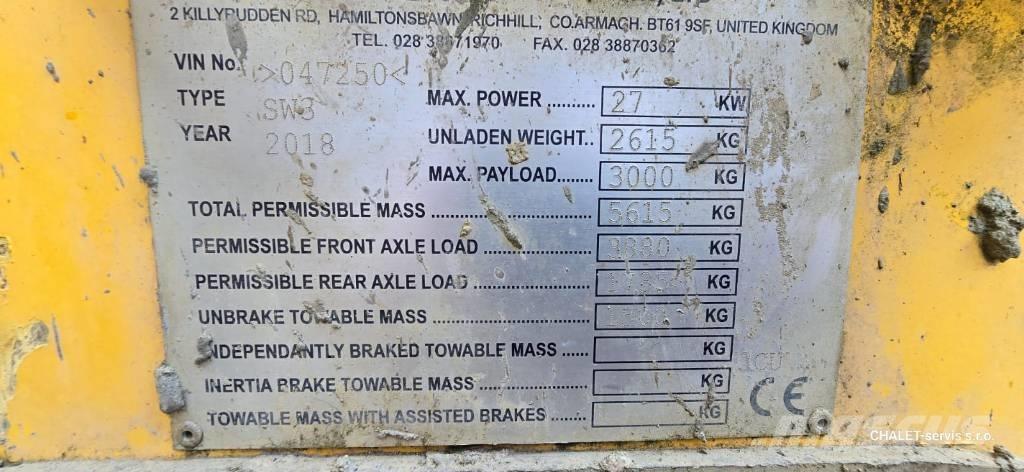 2 KILLYRUDDEN RD, HAMILTONSBAWN, RICHHILL, CO.ARMAGH. BT61 9SF, UNITED KINGDOM
TEL. 028 38871970 FAX. 028 38870362
VIN No. >047250<
TYPE SW3
YEAR 2018
MAX. POWER .......... 27 KW
UNLADEN WEIGHT.. 2615 KG
MAX. PAYLOAD........ 3000 KG
TOTAL PERMISSIBLE MASS .................................. 5615 KG
PERMISSIBLE FRONT AXLE LOAD ...................... KG
PERMISSIBLE REAR AXLE LOAD ........................ KG
UNBRAKE TOWABLE MASS ................................ KG
INDEPENDANTLY BRAKED TOWABLE MASS ...... KG
INERTIA BRAKE TOWABLE MASS ...................... KG
TOWABLE MASS WITH ASSISTED BRAKES ........ KG
CE
CHALET-servis s.r.o.